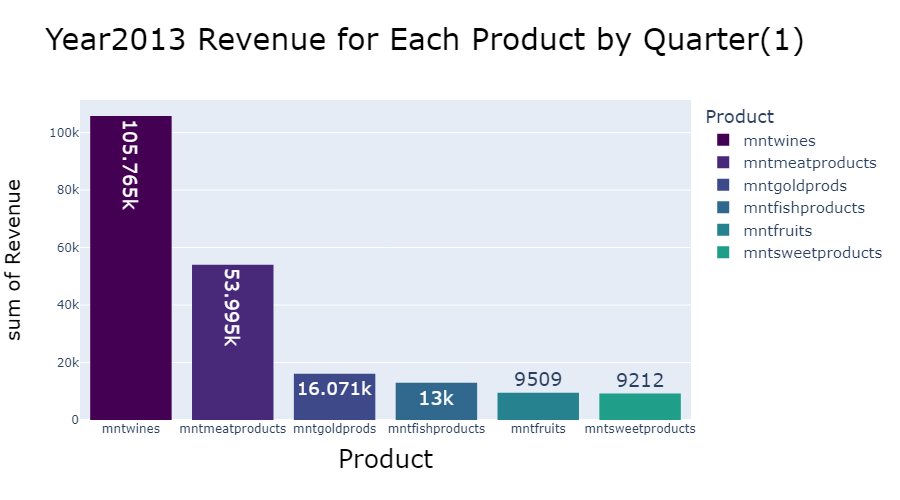 Year2013 Revenue for Each Product by Quarter(1)
sum of Revenue
100k
80k
60k
40k
20k
0
105.765k
53.995k
16.071k
13k
9509
9212
mntwines
mntmeatproducts
mntgoldprods
mntfishproducts
mntfruits
mntsweetproducts
Product
Product
mntwines
mntmeatproducts
mntgoldprods
mntfishproducts
mntfruits
mntsweetproducts